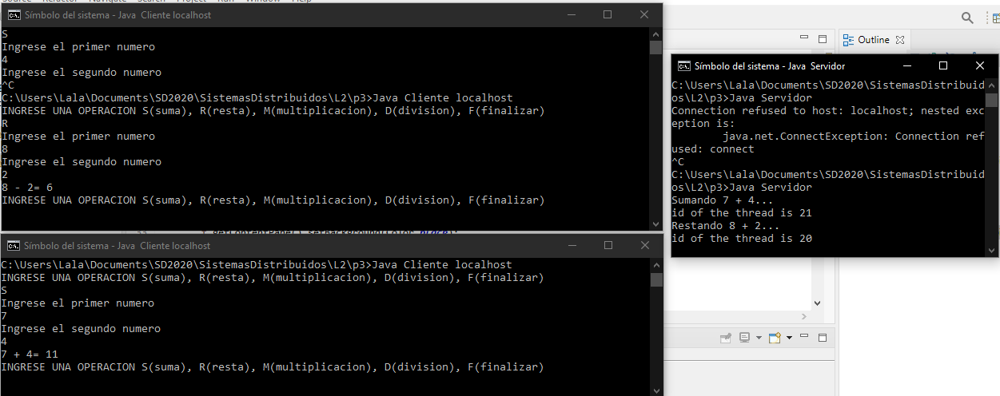 Source Refactor Navigate Search Project Run Window Help
Símbolo del sistema - Java Cliente localhost
S
Ingrese el primer numero
4
Ingrese el segundo numero
^C
C:\Users\Lala\Documents\SD2020\SistemasDistribuidos\L2\p3>Java Cliente localhost
INGRESE UNA OPERACION S(suma), R(resta), M(multiplicacion), D(division), F(finalizar)
R
Ingrese el primer numero
8
Ingrese el segundo numero
2
8 - 2= 6
INGRESE UNA OPERACION S(suma), R(resta), M(multiplicacion), D(division), F(finalizar)
Símbolo del sistema - Java Cliente localhost
C:\Users\Lala\Documents\SD2020\SistemasDistribuidos\L2\p3>Java Cliente localhost
INGRESE UNA OPERACION S(suma), R(resta), M(multiplicacion), D(division), F(finalizar)
S
Ingrese el primer numero
7
Ingrese el segundo numero
4
7 + 4= 11
INGRESE UNA OPERACION S(suma), R(resta), M(multiplicacion), D(division), F(finalizar)
Outline
Símbolo del sistema - Java Servidor
C:\Users\Lala\Documents\SD2020\SistemasDistribuid
os\L2\p3>Java Servidor
Connection refused to host: localhost; nested exc
eption is:
java.net.ConnectException: Connection ref
used: connect
^C
C:\Users\Lala\Documents\SD2020\SistemasDistribuid
os\L2\p3>Java Servidor
Sumando 7 + 4...
id of the thread is 21
Restando 8 + 2...
id of the thread is 20